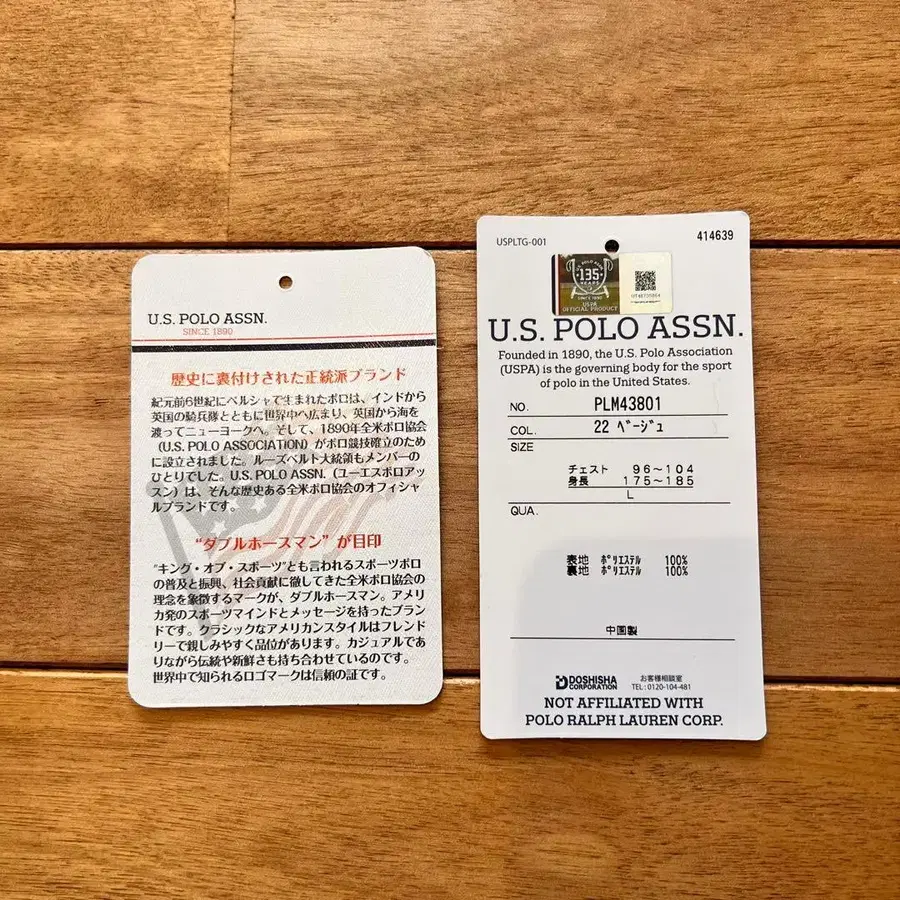 U.S. POLO ASSN.
SINCE 1890
歴史に裏付けされた正統派ブランド
紀元前6世紀にペルシャで生まれたポロは、インドから
英国の騎兵隊とともに世界中へ広まり、英国から海を
渡ってニューヨークへ。そして、1890年全米ポロ協会
(U.S. POLO ASSOCIATION) がポロ競技確立のため
に設立されました。ルーズベルト大統領もメンバーの
ひとりでした。U.S. POLO ASSN. (ユーエスポロアッ
スン) は、そんな歴史ある全米ポロ協会のオフィシャ
ルブランドです。
“ダブルホースマン” が目印
“キング・オブ・スポーツ”とも言われるスポーツポロ
の普及と振興、社会貢献に徹してきた全米ポロ協会の
理念を象徴するマークが、ダブルホースマン。アメリ
カ発のスポーツマインドとメッセージを持ったブラン
ドです。クラシックなアメリカンスタイルはフレンド
リーで親しみやすく品位があります。カジュアルであ
りながら伝統や新鮮さも持ち合わせているのです。
世界中で知られるロゴマークは信頼の証です。
USPLTG-001
414639
U.S. POLO ASSN.
135
YEARS
SINCE 1890
USPA
OFFICIAL PRODUCT
U.S. POLO ASSN.
Founded in 1890, the U.S. Polo Association
(USPA) is the governing body for the sport
of polo in the United States.
NO. PLM43801
COL. 22 ベージュ
SIZE
チェスト 96～104
身長 175～185
L
QUA.
表地 ポリエステル 100%
裏地 ポリエステル 100%
中国製
DOSHISHA
CORPORATION
お客様相談室
TEL:0120-104-481
NOT AFFILIATED WITH
POLO RALPH LAUREN CORP.